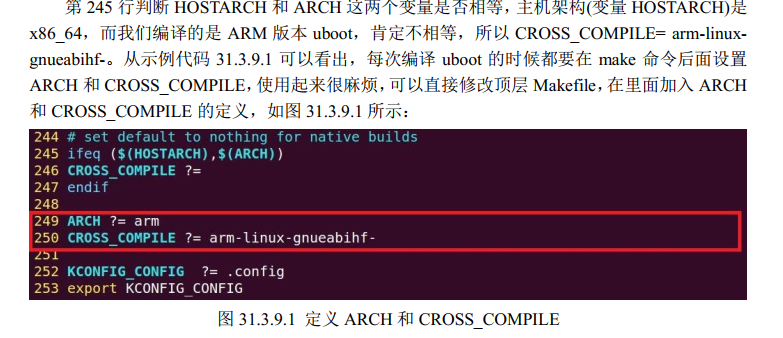 第 245 行判断 HOSTARCH 和 ARCH 这两个变量是否相等，主机架构(变量 HOSTARCH)是
x86_64，而我们编译的是 ARM 版本 uboot，肯定不相等，所以 CROSS_COMPILE= arm-linux-
gnueabihf-。从示例代码 31.3.9.1 可以看出，每次编译 uboot 的时候都要在 make 命令后面设置
ARCH 和 CROSS_COMPILE，使用起来很麻烦，可以直接修改顶层 Makefile，在里面加入 ARCH
和 CROSS_COMPILE 的定义，如图 31.3.9.1 所示：
244 # set default to nothing for native builds
245 ifeq ($(HOSTARCH),$(ARCH))
246 CROSS_COMPILE ?=
247 endif
248
249 ARCH ?= arm
250 CROSS_COMPILE ?= arm-linux-gnueabihf-
251
252 KCONFIG_CONFIG  ?= .config
253 export KCONFIG_CONFIG
图 31.3.9.1 定义 ARCH 和 CROSS_COMPILE